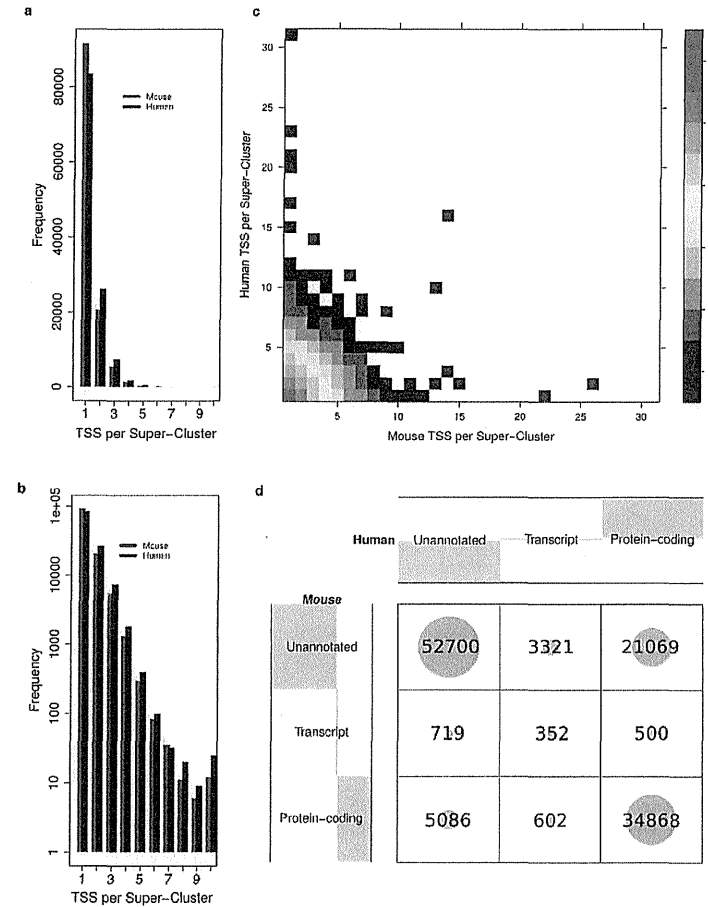 a
Frequency
0
20000
40000
60000
80000
Mouse
Human
1 3 5 7 9
TSS per Super-Cluster
c
Human TSS per Super-Cluster
30
25
20
15
10
5
5 10 15 20 25 30
Mouse TSS per Super-Cluster
b
Frequency
1e+05
10000
1000
100
10
1
Mouse
Human
1 3 5 7 9
TSS per Super-Cluster
d
Human Unannotated Transcript Protein-coding
Mouse
Unannotated 52700 3321 21069
Transcript 719 352 500
Protein-coding 5086 602 34868